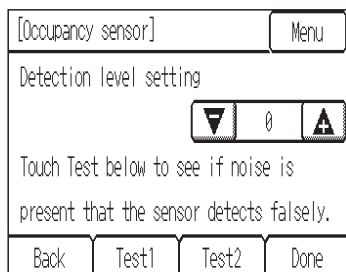 [Occupancy sensor] Menu
Detection level setting
0
Touch Test below to see if noise is
present that the sensor detects falsely.
Back Test1 Test2 Done